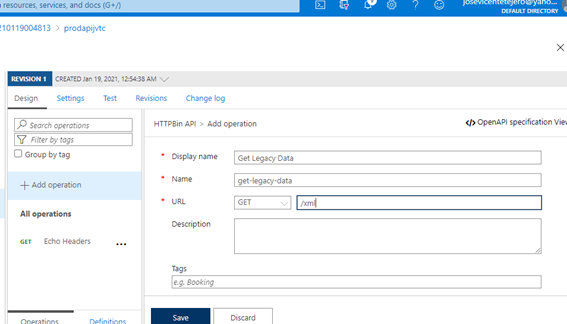 resources, services, and docs (G+/)
josevicentetejero@yaho...
DEFAULT DIRECTORY
210119004813 > prodapijvtc
REVISION 1 CREATED Jan 19, 2021, 12:54:38 AM
Design Settings Test Revisions Change log
Search operations
Filter by tags
Group by tag
+ Add operation
All operations
GET Echo Headers ...
Operations Definitions
HTTPBin API > Add operation
</> OpenAPI specification View
* Display name Get Legacy Data
* Name get-legacy-data
* URL GET /xml
Description
Tags
e.g. Booking
Save Discard